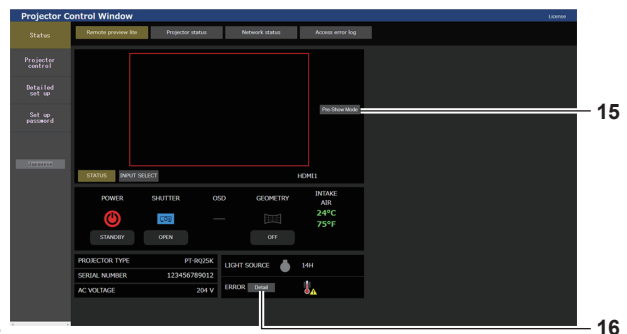 Projector Control Window
License
Status
Remote preview lite
Projector status
Network status
Access error log
Projector
control
Detailed
set up
Set up
password
Pre-Show Mode
15
STATUS
INPUT SELECT
HDMI1
POWER
SHUTTER
OSD
GEOMETRY
INTAKE
AIR
24°C
75°F
STANDBY
OPEN
OFF
PROJECTOR TYPE PT-RQ25K
SERIAL NUMBER 123456789012
AC VOLTAGE 204 V
LIGHT SOURCE 14H
ERROR Detail
16